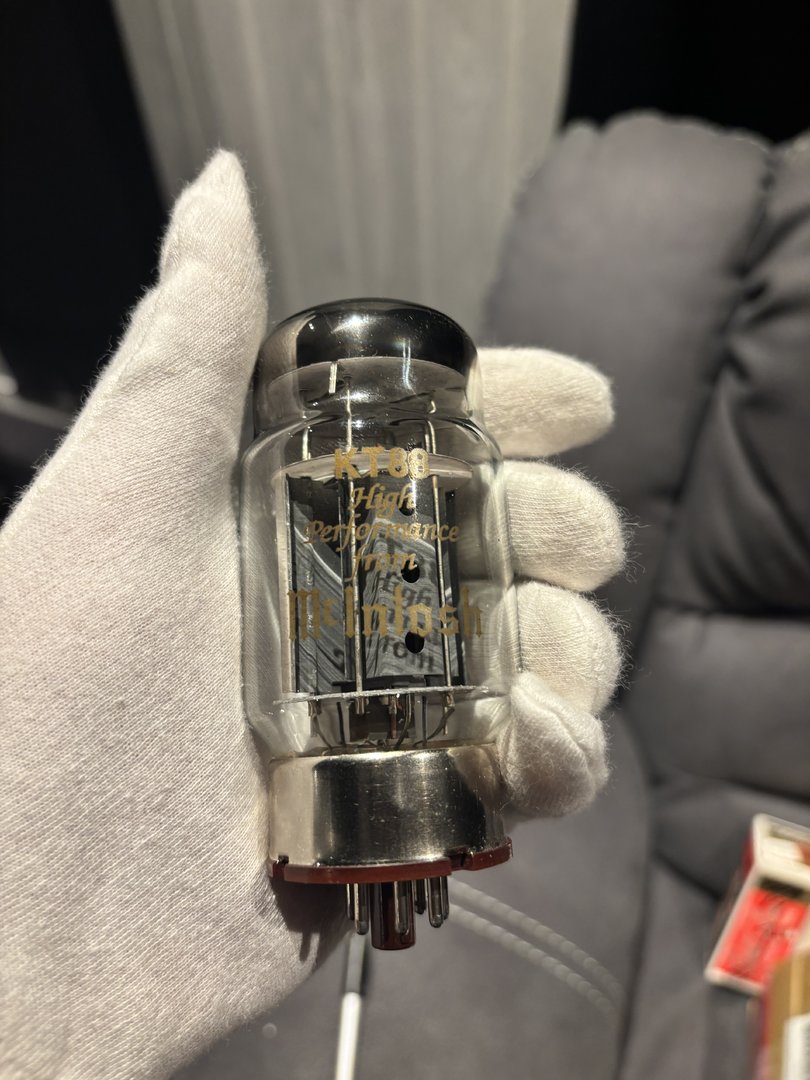 KT88
High
Performance
from
McIntosh